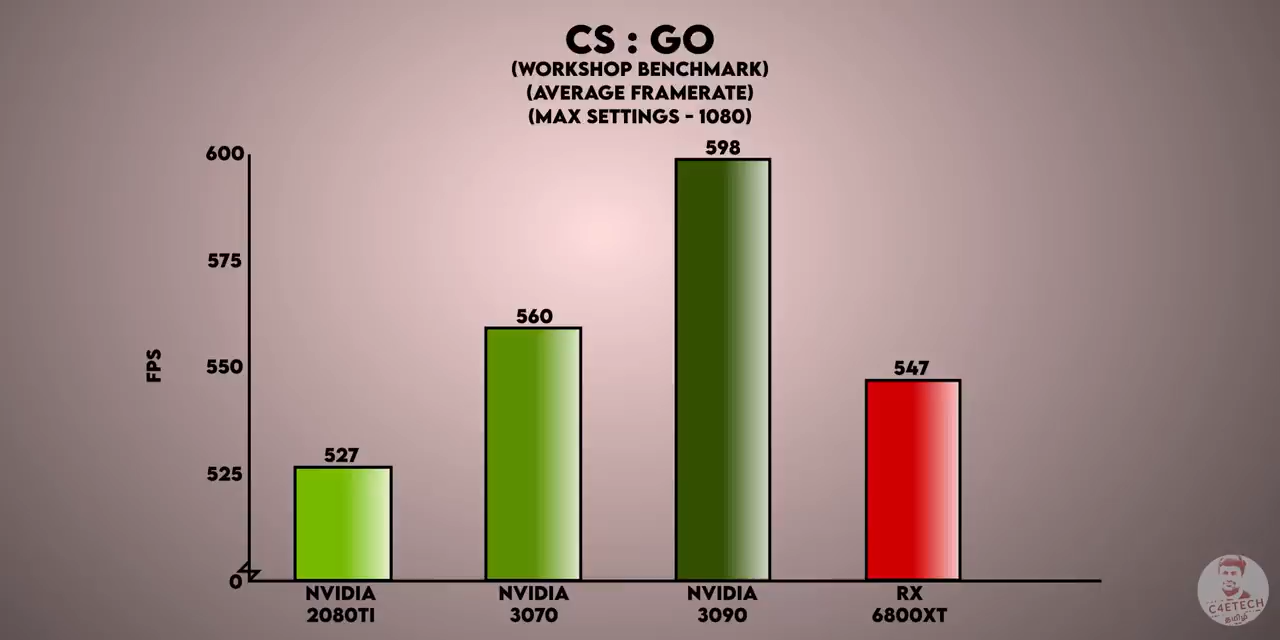 CS : GO
(WORKSHOP BENCHMARK)
(AVERAGE FRAMERATE)
(MAX SETTINGS - 1080)
600
575
550
525
0
FPS
527
560
598
547
NVIDIA
2080TI
NVIDIA
3070
NVIDIA
3090
RX
6800XT
C4ETECH
தமிழ்